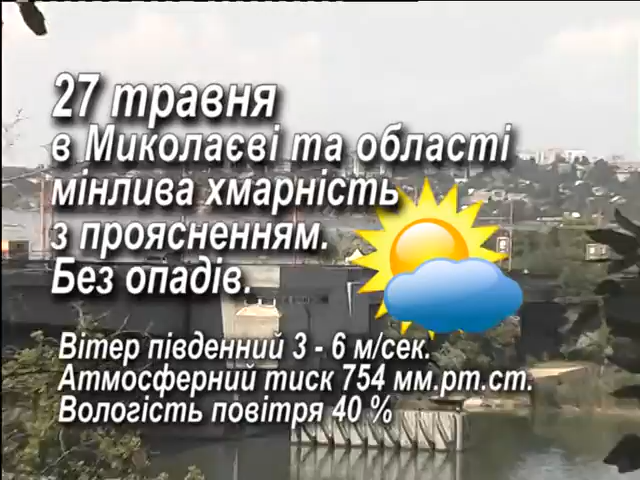 27 травня
в Миколаєві та області
мінлива хмарність
з проясненням.
Без опадів.
Вітер південний 3 - 6 м/сек.
Атмосферний тиск 754 мм.рт.ст.
Вологість повітря 40 %